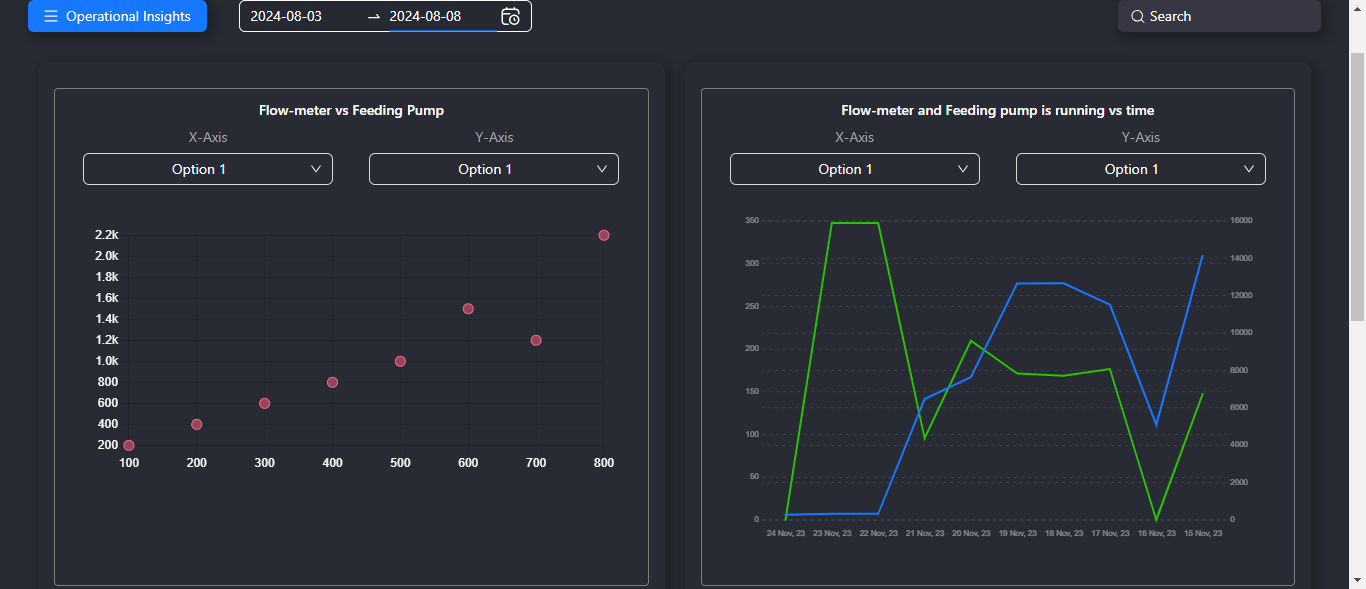 Operational Insights
2024-08-03
2024-08-08
Search
Flow-meter vs Feeding Pump
X-Axis
Y-Axis
Option 1
Option 1
2.2k
2.0k
1.8k
1.6k
1.4k
1.2k
1.0k
800
600
400
200
100 200 300 400 500 600 700 800
Flow-meter and Feeding pump is running vs time
X-Axis
Y-Axis
Option 1
Option 1
350
300
250
200
150
100
50
0
16000
14000
12000
10000
8000
6000
4000
2000
0
24 Nov, 23 23 Nov, 23 22 Nov, 23 21 Nov, 23 20 Nov, 23 19 Nov, 23 18 Nov, 23 17 Nov, 23 16 Nov, 23 15 Nov, 23